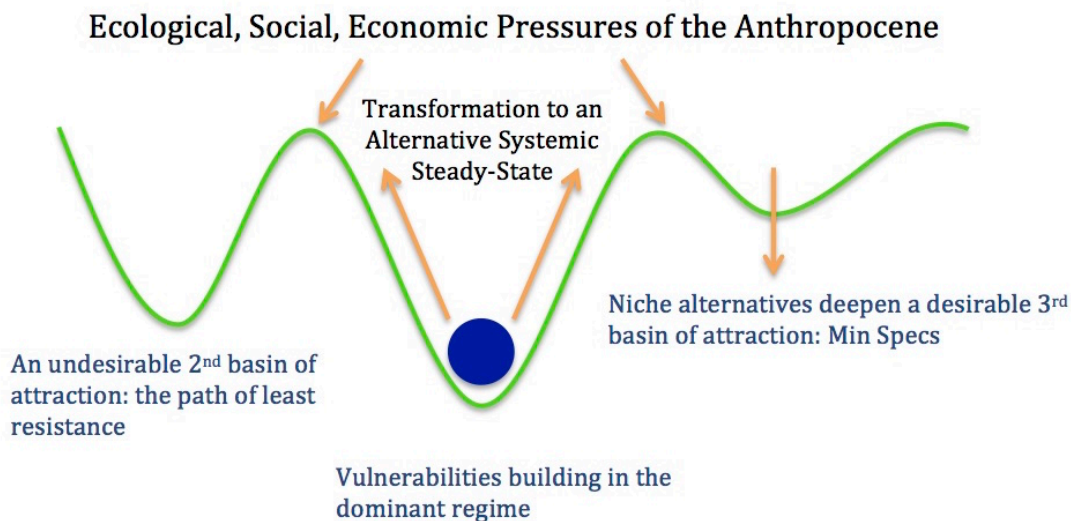 Ecological, Social, Economic Pressures of the Anthropocene
Transformation to an
Alternative Systemic
Steady-State
Niche alternatives deepen a desirable 3rd
basin of attraction: Min Specs
An undesirable 2nd basin of
attraction: the path of least
resistance
Vulnerabilities building in the
dominant regime